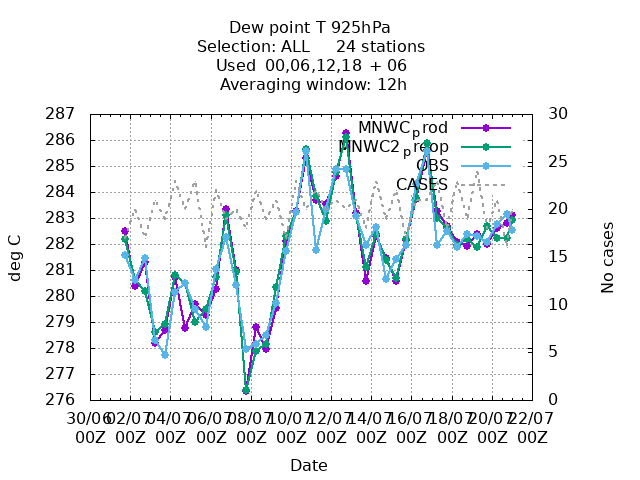 Dew point T 925hPa
Selection: ALL 24 stations
Used 00,06,12,18 + 06
Averaging window: 12h
287
286
285
284
283
282
281
280
279
278
277
276
deg C
30
25
20
15
10
5
0
No cases
MNWC_prod
MNWC2_preop
OBS
CASES
30/06 02/07 04/07 06/07 08/07 10/07 12/07 14/07 16/07 18/07 20/07 22/07
00Z 00Z 00Z 00Z 00Z 00Z 00Z 00Z 00Z 00Z 00Z 00Z
Date